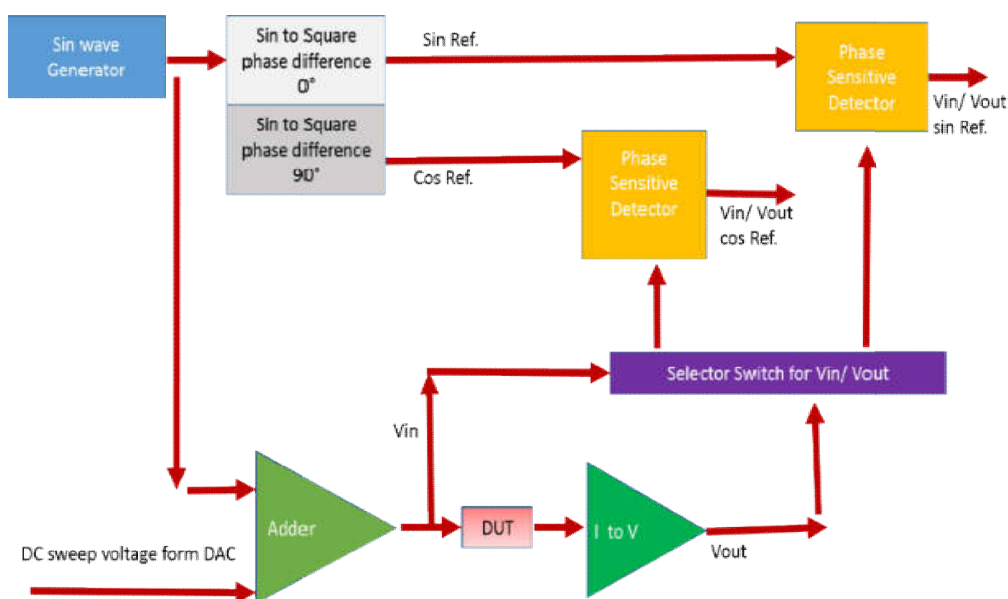 Sin wave
Generator
Sin to Square
phase difference
0°
Sin Ref.
Phase
Sensitive
Detector
Vin/ Vout
sin Ref.
Sin to Square
phase difference
90°
Cos Ref.
Phase
Sensitive
Detector
Vin/ Vout
cos Ref.
Selector Switch for Vin/ Vout
Vin
Adder
DUT
I to V
Vout
DC sweep voltage form DAC